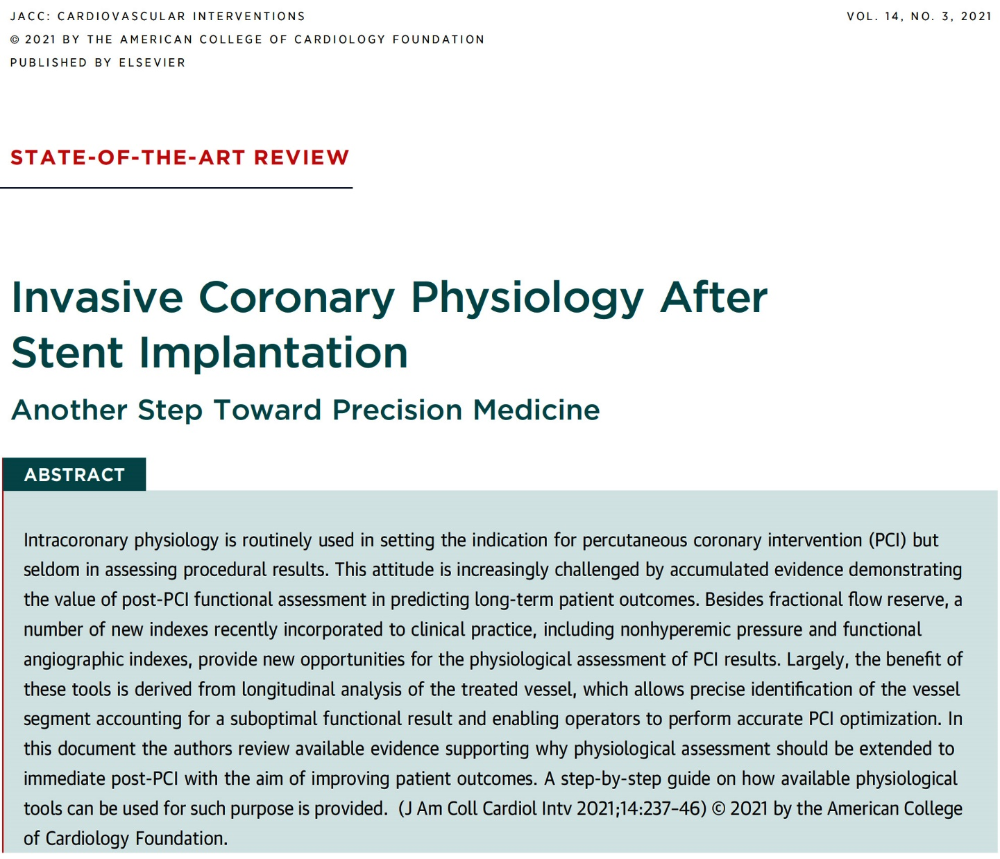 JACC: CARDIOVASCULAR INTERVENTIONS
VOL. 14, NO. 3, 2021
© 2021 BY THE AMERICAN COLLEGE OF CARDIOLOGY FOUNDATION
PUBLISHED BY ELSEVIER
STATE-OF-THE-ART REVIEW
Invasive Coronary Physiology After
Stent Implantation
Another Step Toward Precision Medicine
ABSTRACT
Intracoronary physiology is routinely used in setting the indication for percutaneous coronary intervention (PCI) but
seldom in assessing procedural results. This attitude is increasingly challenged by accumulated evidence demonstrating
the value of post-PCI functional assessment in predicting long-term patient outcomes. Besides fractional flow reserve, a
number of new indexes recently incorporated to clinical practice, including nonhyperemic pressure and functional
angiographic indexes, provide new opportunities for the physiological assessment of PCI results. Largely, the benefit of
these tools is derived from longitudinal analysis of the treated vessel, which allows precise identification of the vessel
segment accounting for a suboptimal functional result and enabling operators to perform accurate PCI optimization. In
this document the authors review available evidence supporting why physiological assessment should be extended to
immediate post-PCI with the aim of improving patient outcomes. A step-by-step guide on how available physiological
tools can be used for such purpose is provided. (J Am Coll Cardiol Intv 2021;14:237–46) © 2021 by the American College
of Cardiology Foundation.